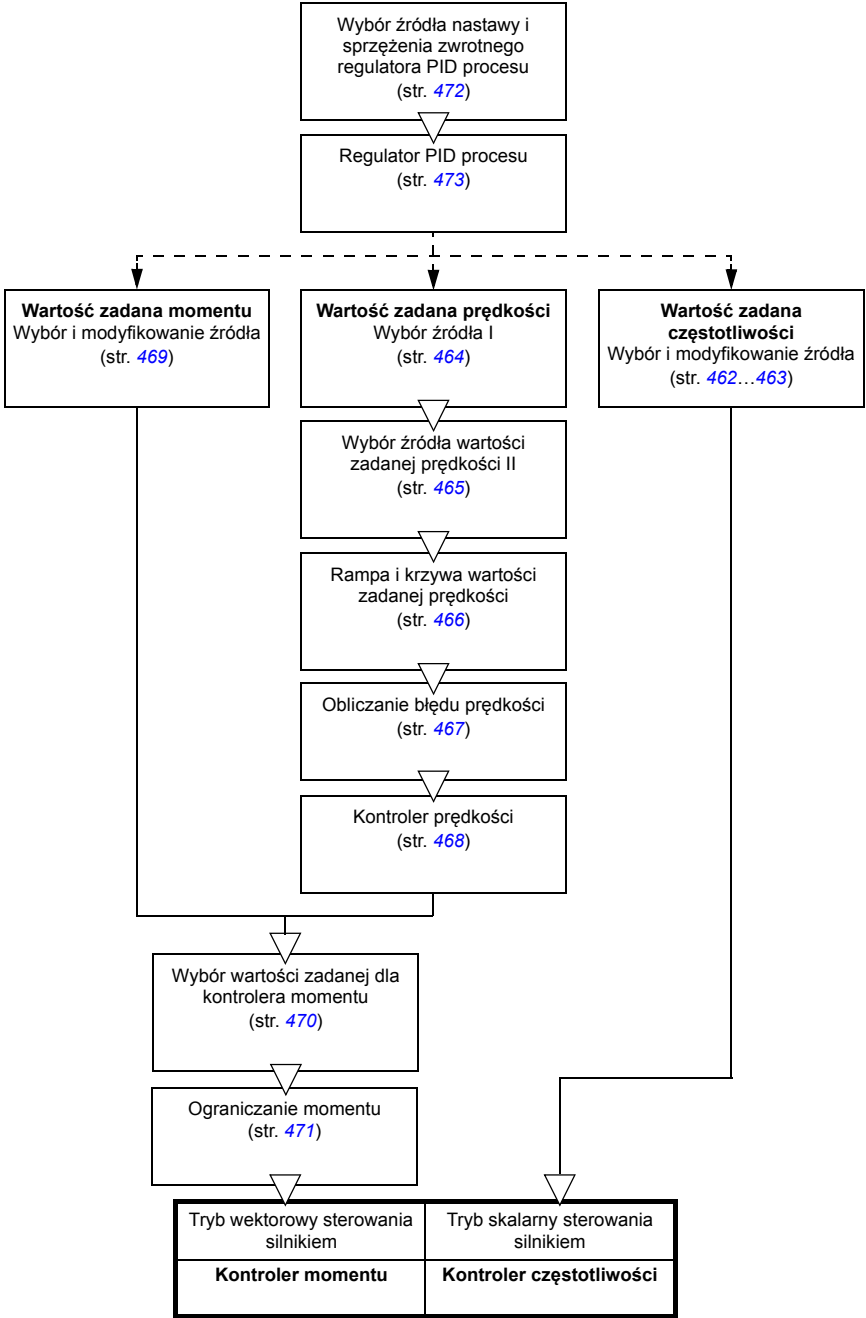 Wybór źródła nastawy i
sprzężenia zwrotnego
regulatora PID procesu
(str. 472)
Regulator PID procesu
(str. 473)
Wartość zadana momentu
Wybór i modyfikowanie źródła
(str. 469)
Wartość zadana prędkości
Wybór źródła I
(str. 464)
Wartość zadana
częstotliwości
Wybór i modyfikowanie źródła
(str. 462…463)
Wybór źródła wartości
zadanej prędkości II
(str. 465)
Rampa i krzywa wartości
zadanej prędkości
(str. 466)
Obliczanie błędu prędkości
(str. 467)
Kontroler prędkości
(str. 468)
Wybór wartości zadanej dla
kontrolera momentu
(str. 470)
Ograniczanie momentu
(str. 471)
Tryb wektorowy sterowania
silnikiem
Kontroler momentu
Tryb skalarny sterowania
silnikiem
Kontroler częstotliwości